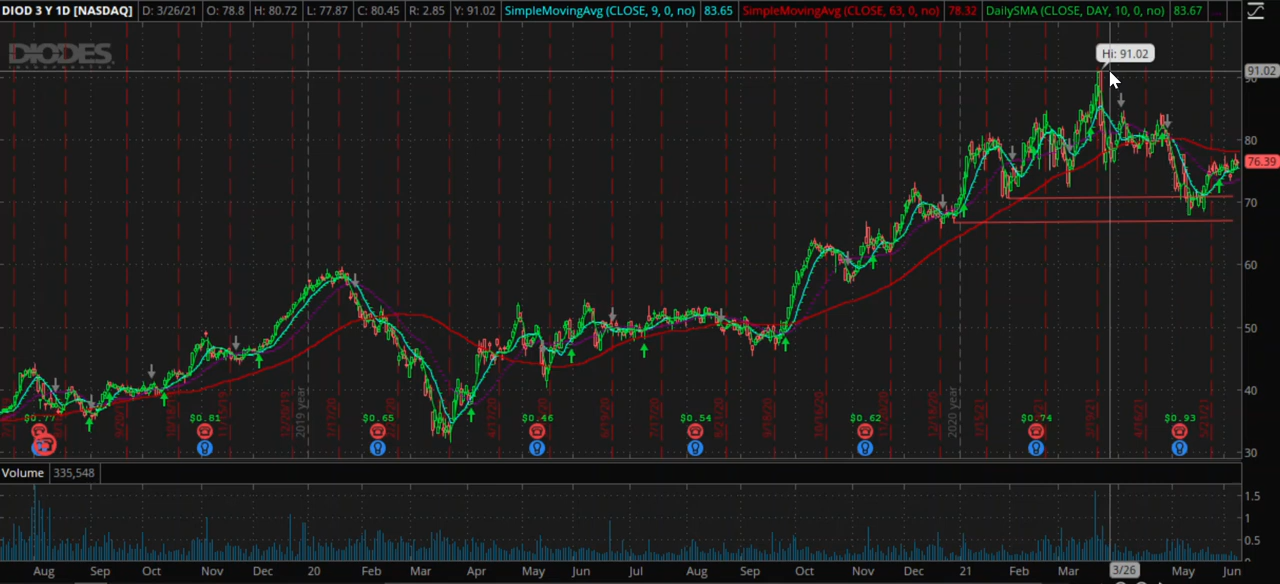 DIOD 3 Y 1D [NASDAQ] D: 3/26/21 O: 78.8 H: 80.72 L: 77.87 C: 80.45 R: 2.85 Y: 91.02 SimpleMovingAvg (CLOSE, 9, 0, no) 83.65 SimpleMovingAvg (CLOSE, 63, 0, no) 78.32 DailySMA (CLOSE, DAY, 10, 0, no) 83.67
DIODES
INCORPORATED
Hi: 91.02
91.02
80
76.39
70
60
50
40
30
2019 year
2020 year
$0.77 $0.81 $0.65 $0.46 $0.54 $0.62 $0.74 $0.93
Volume 335,548
1.5
1
0.5
Aug Sep Oct Nov Dec 20 Feb Mar Apr May Jun Jul Aug Sep Oct Nov Dec 21 Feb Mar 3/26 May Jun